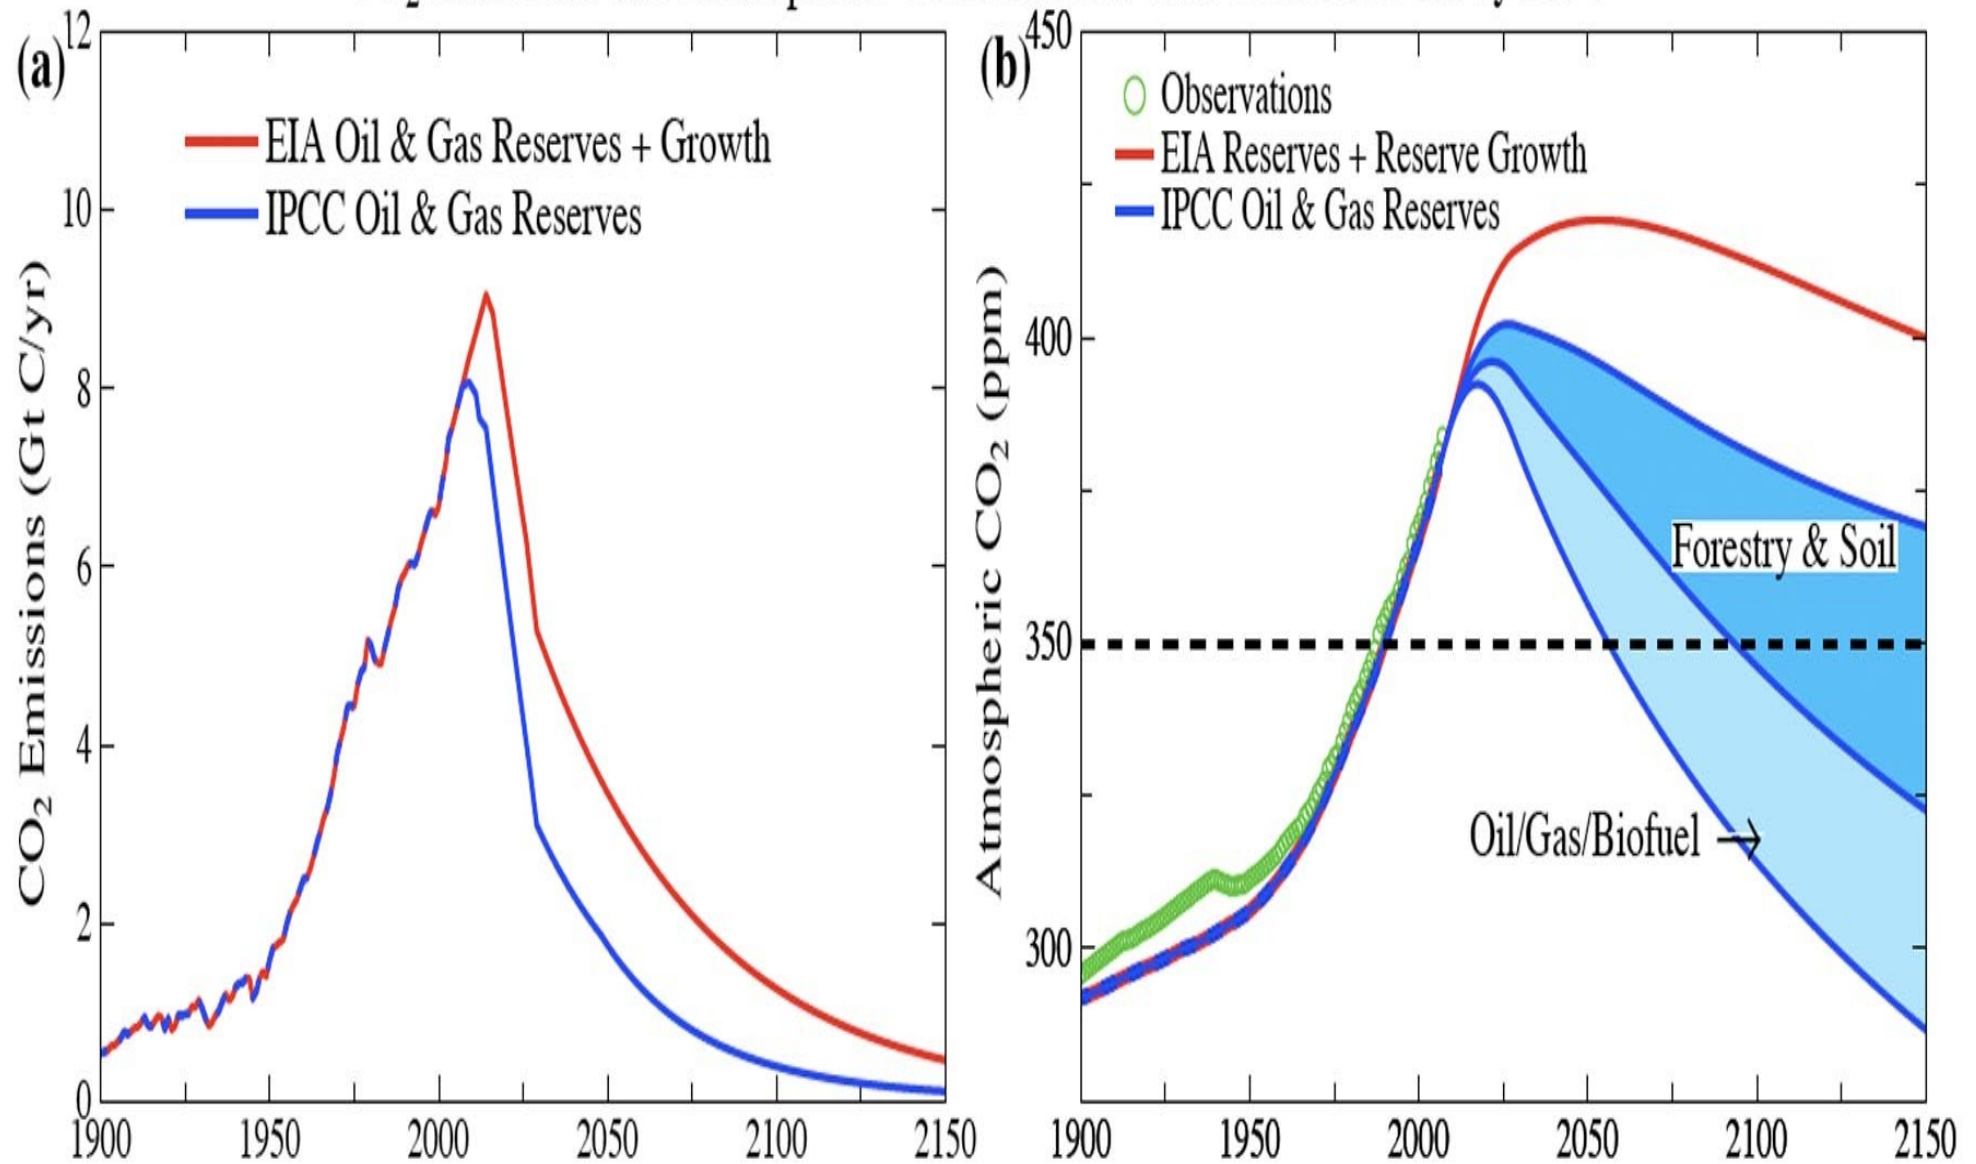 (a)
12
10
8
6
4
2
0
CO₂ Emissions (Gt C/yr)
EIA Oil & Gas Reserves + Growth
IPCC Oil & Gas Reserves
1900 1950 2000 2050 2100 2150
(b)
450
400
350
300
Atmospheric CO₂ (ppm)
Observations
EIA Reserves + Reserve Growth
IPCC Oil & Gas Reserves
Forestry & Soil
Oil/Gas/Biofuel →
1900 1950 2000 2050 2100 2150